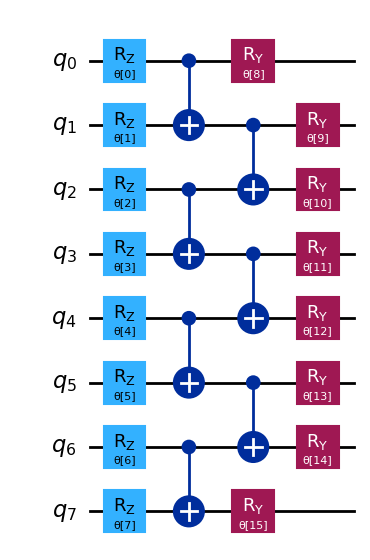 q0 RZ θ[0] RY θ[8]
q1 RZ θ[1] RY θ[9]
q2 RZ θ[2] RY θ[10]
q3 RZ θ[3] RY θ[11]
q4 RZ θ[4] RY θ[12]
q5 RZ θ[5] RY θ[13]
q6 RZ θ[6] RY θ[14]
q7 RZ θ[7] RY θ[15]